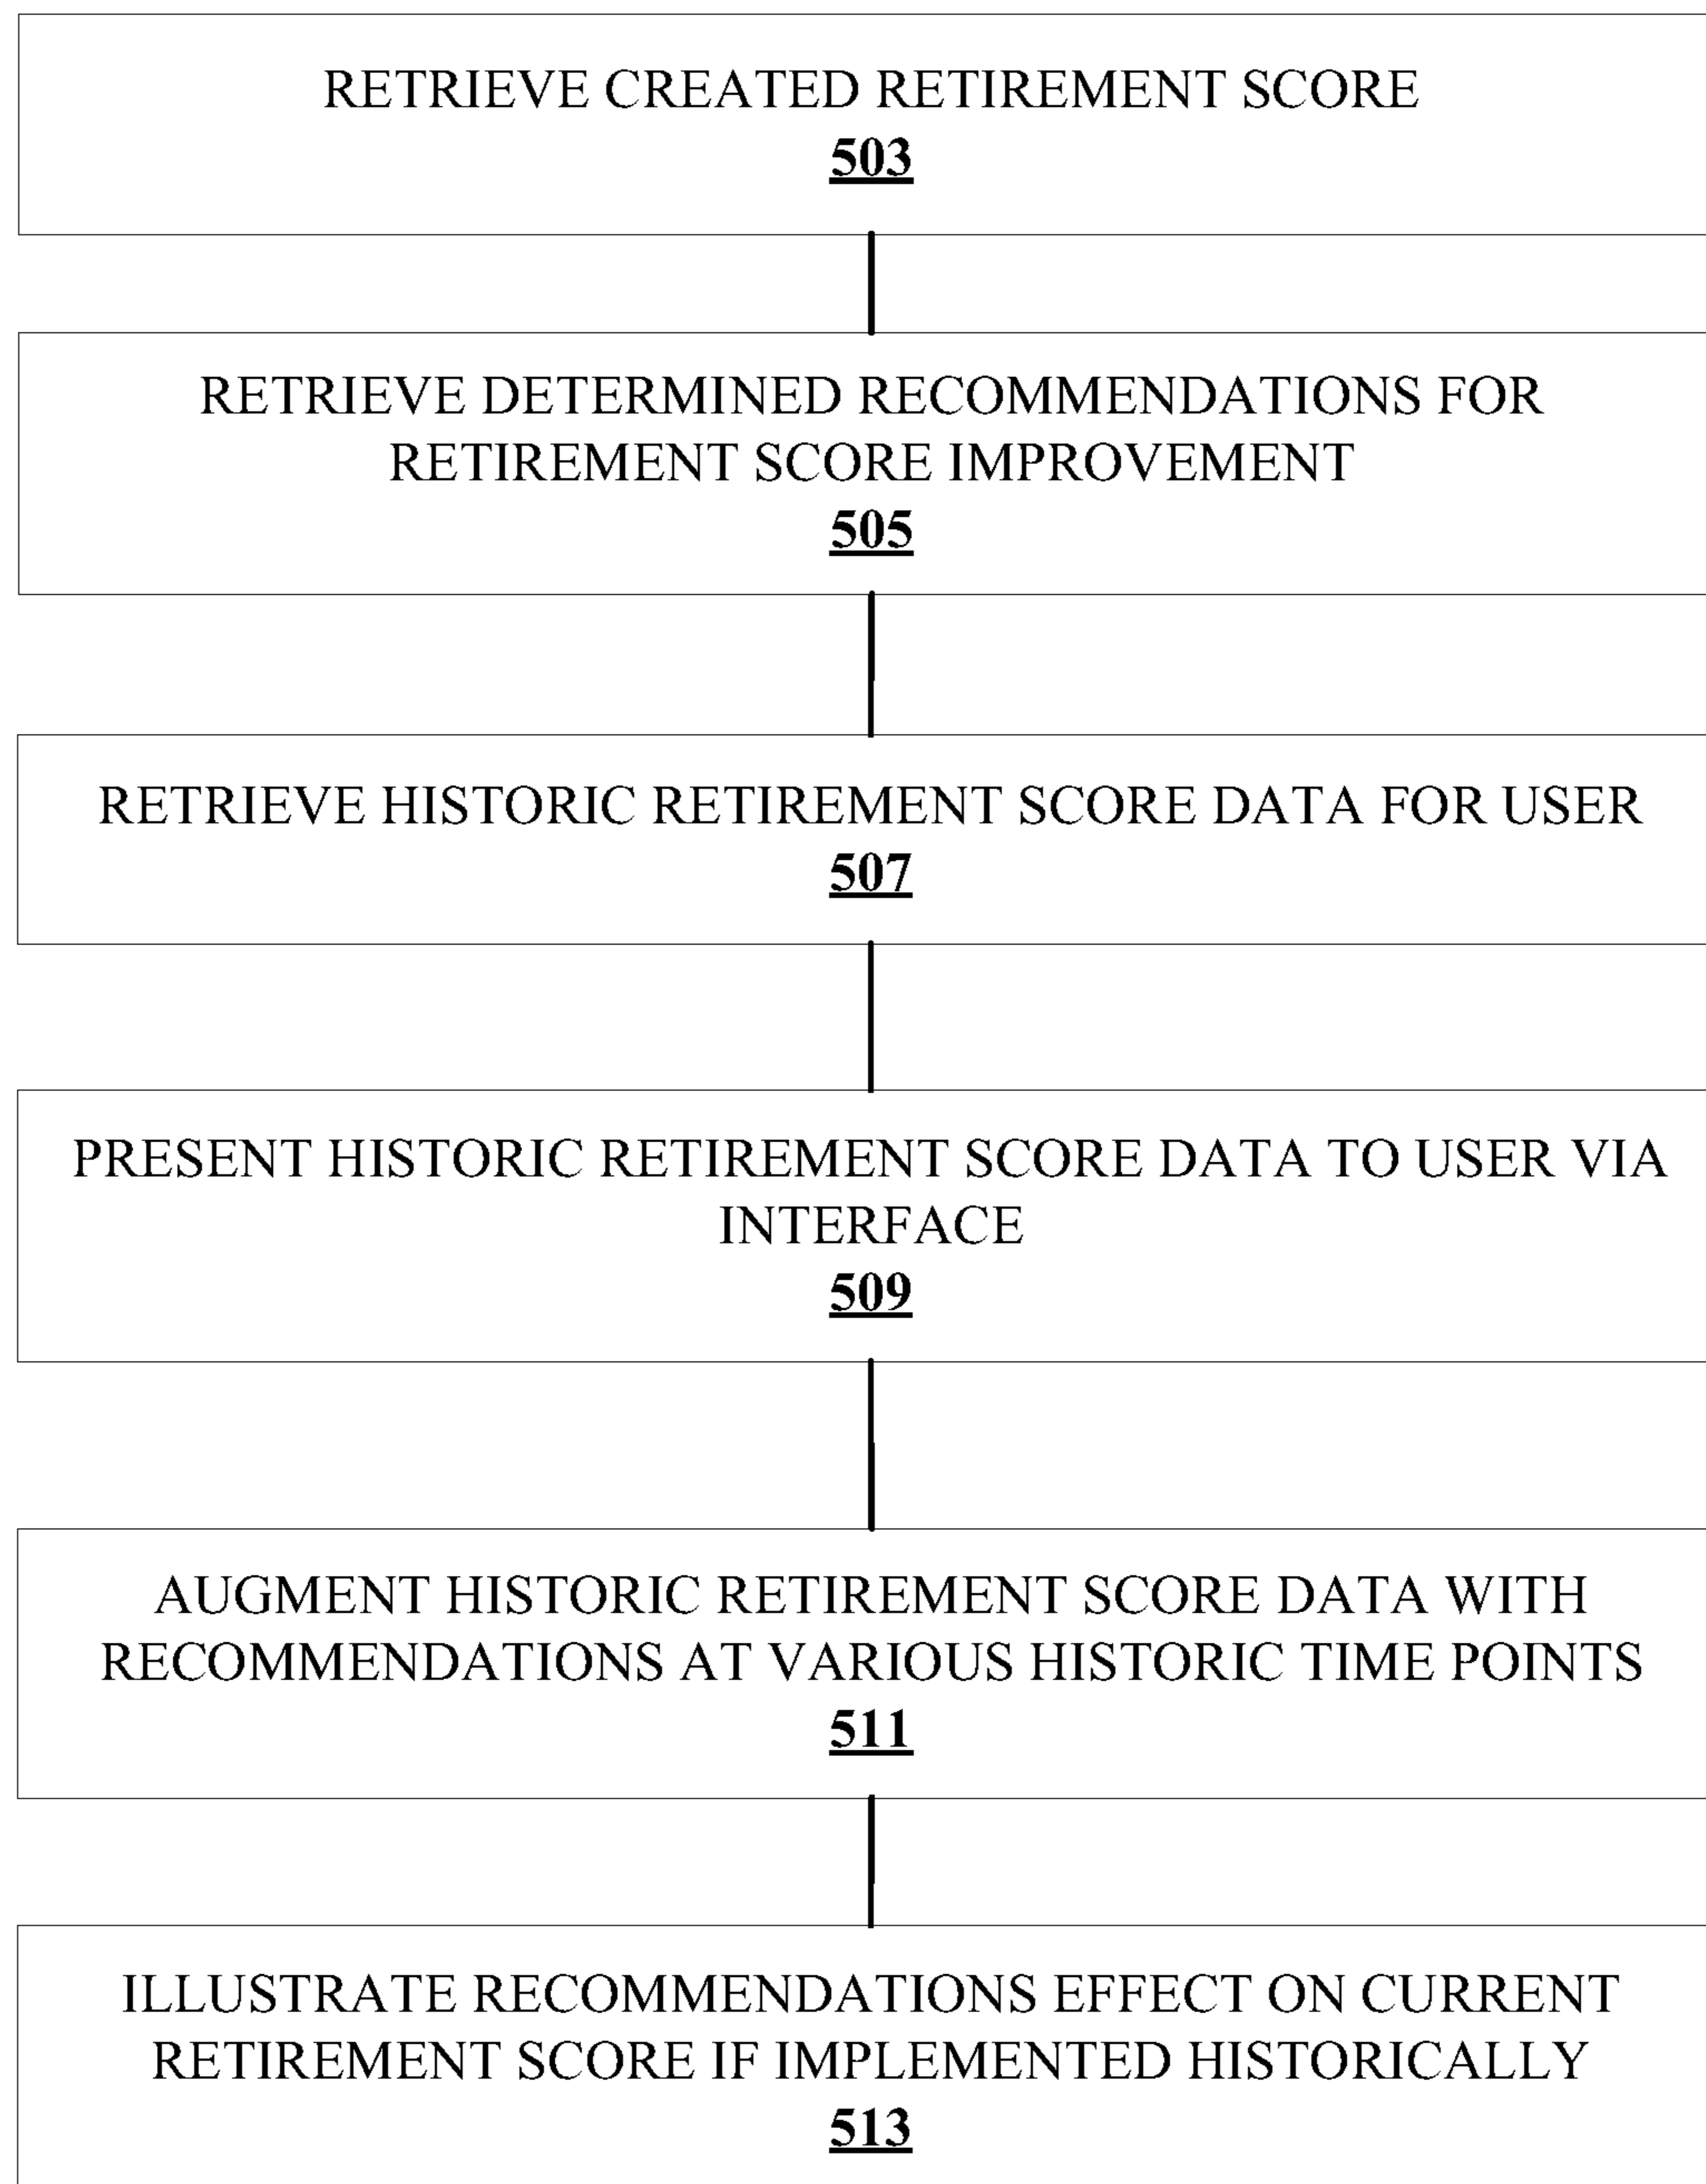 RETRIEVE CREATED RETIREMENT SCORE
503
RETRIEVE DETERMINED RECOMMENDATIONS FOR
RETIREMENT SCORE IMPROVEMENT
505
RETRIEVE HISTORIC RETIREMENT SCORE DATA FOR USER
507
PRESENT HISTORIC RETIREMENT SCORE DATA TO USER VIA
INTERFACE
509
AUGMENT HISTORIC RETIREMENT SCORE DATA WITH
RECOMMENDATIONS AT VARIOUS HISTORIC TIME POINTS
511
ILLUSTRATE RECOMMENDATIONS EFFECT ON CURRENT
RETIREMENT SCORE IF IMPLEMENTED HISTORICALLY
513